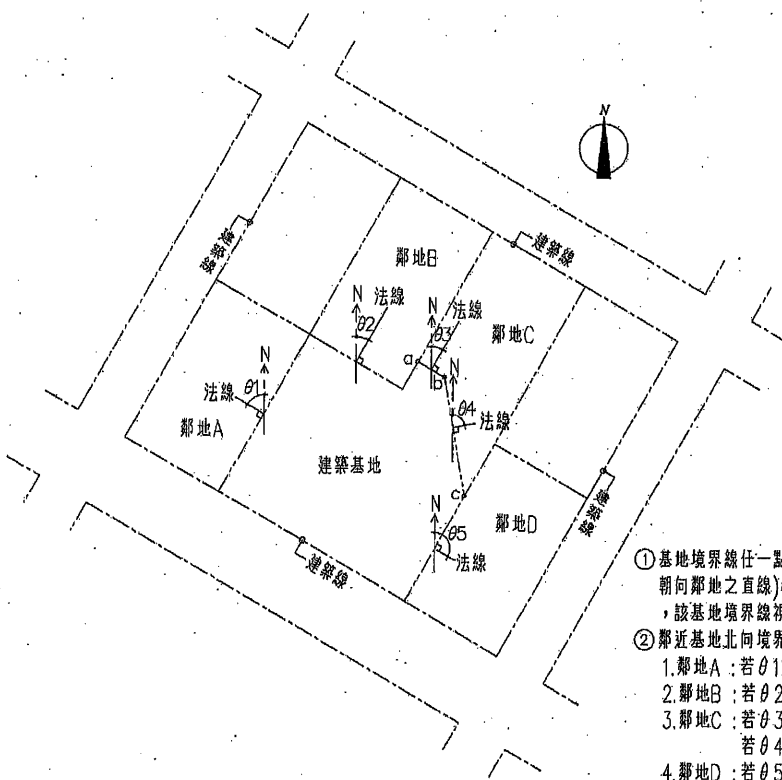 N
建築線
建築線
鄰地B
N
法線
θ2
N
法線
θ3
鄰地C
a
b
N
法線
θ1
鄰地A
N
θ4
法線
建築基地
c
N
θ5
法線
鄰地D
建築線
建築線
①基地境界線任一點
朝向鄰地之直線)
，該基地境界線視
②鄰近基地北向境界
1.鄰地A：若θ1
2.鄰地B：若θ2
3.鄰地C：若θ3
若θ4
4.鄰地D：若θ5